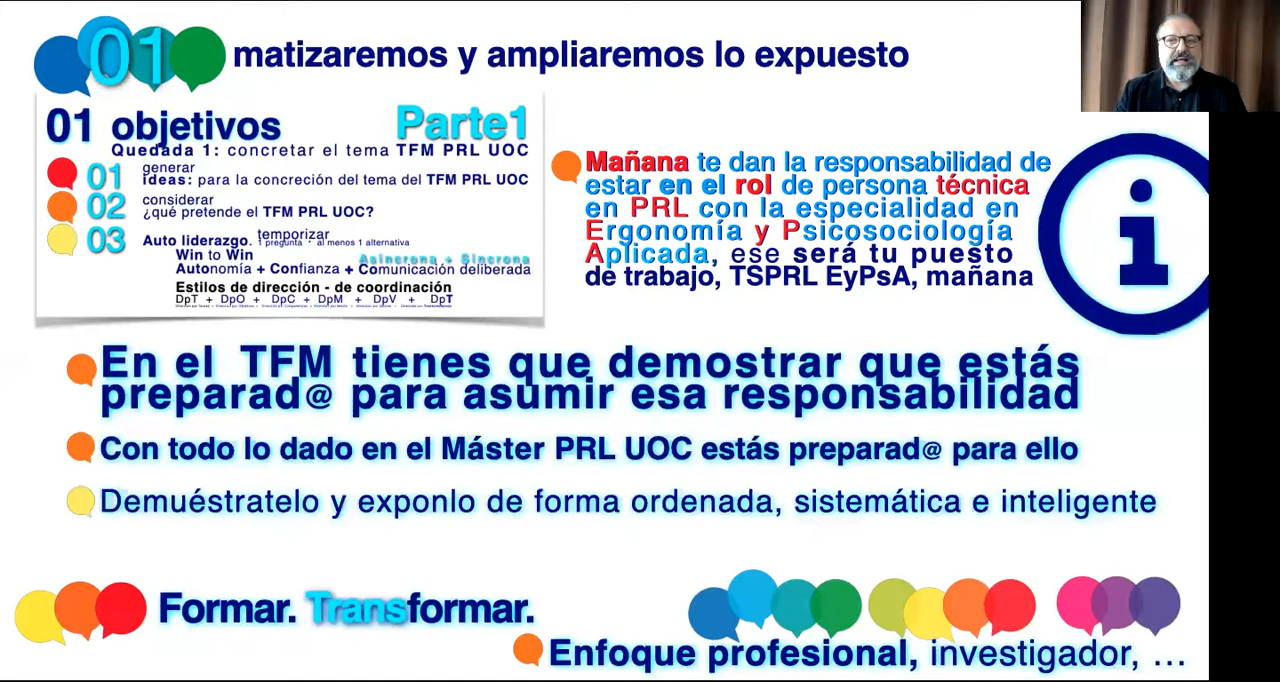 01 matizaremos y ampliaremos lo expuesto
01 objetivos Parte1
Quedada 1: concretar el tema TFM PRL UOC
01 generar
ideas: para la concreción del tema del TFM PRL UOC
02 considerar
¿qué pretende el TFM PRL UOC?
03 temporizar
Auto liderazgo. 1 pregunta * al menos 1 alternativa
Win to Win Asíncrona + Síncrona
Autonomía + Confianza + Comunicación deliberada
Estilos de dirección - de coordinación
DpT + DpO + DpC + DpM + DpV + DpT
Mañana te dan la responsabilidad de
estar en el rol de persona técnica
en PRL con la especialidad en
Ergonomía y Psicosociología
Aplicada, ese será tu puesto
de trabajo, TSPRL EyPsA, mañana
i
En el TFM tienes que demostrar que estás
preparad@ para asumir esa responsabilidad
Con todo lo dado en el Máster PRL UOC estás preparad@ para ello
Demuéstratelo y exponlo de forma ordenada, sistemática e inteligente
Formar. Transformar.
Enfoque profesional, investigador, ...